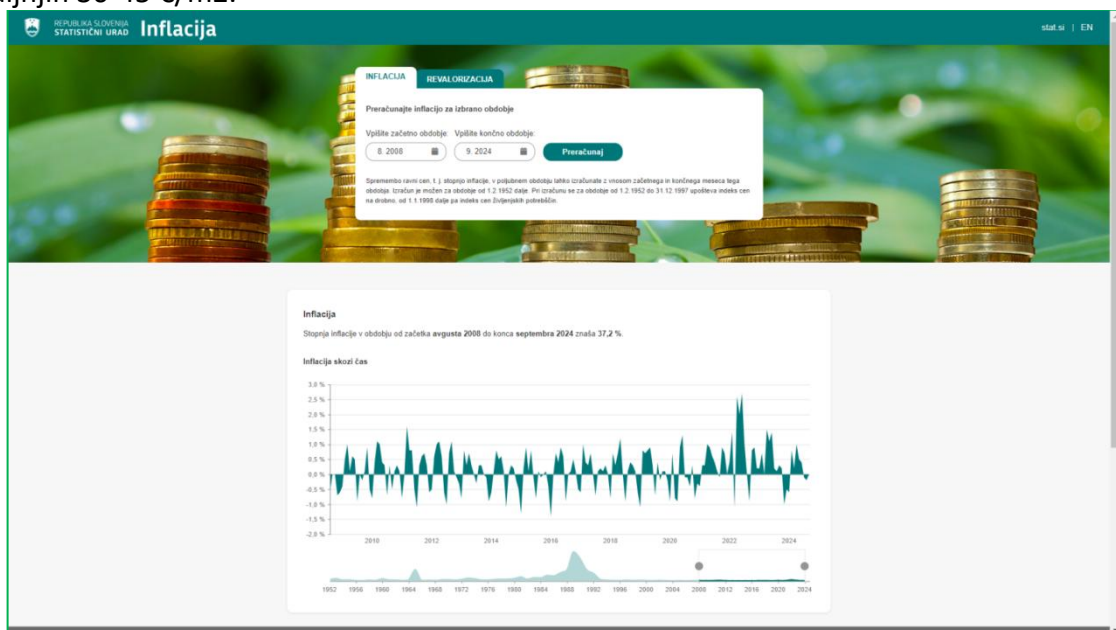 REPUBLIKA SLOVENIJA
STATISTIČNI URAD
Inflacija
stat.si | EN
INFLACIJA
REVALORIZACIJA
Preračunajte inflacijo za izbrano obdobje
Vpišite začetno obdobje: Vpišite končno obdobje:
8. 2008
9. 2024
Preračunaj
Spremembo ravni cen, t. j. stopnjo inflacije, v poljubnem obdobju lahko izračunate z vnosom začetnega in končnega meseca tega
obdobja. Izračun je možen za obdobje od 1.2.1952 dalje. Pri izračunu se za obdobje od 1.2.1952 do 31.12.1997 upošteva indeks cen
na drobno, od 1.1.1998 dalje pa indeks cen življenjskih potrebščin.
Inflacija
Stopnja inflacije v obdobju od začetka avgusta 2008 do konca septembra 2024 znaša 37,2 %.
Inflacija skozi čas
3,0 %
2,5 %
2,0 %
1,5 %
1,0 %
0,5 %
0,0 %
-0,5 %
-1,0 %
-1,5 %
-2,0 %
2010 2012 2014 2016 2018 2020 2022 2024
1952 1956 1960 1964 1968 1972 1976 1980 1984 1988 1992 1996 2000 2004 2008 2012 2016 2020 2024